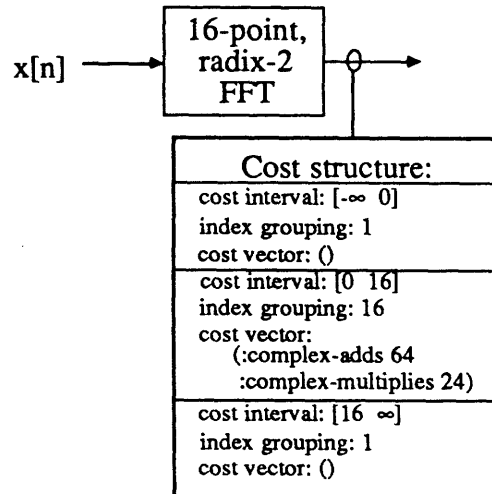 16-point,
x[n]
radix-2
FFT
Cost structure:
cost interval: [-∞ 0]
index grouping: 1
cost vector: ()
cost interval: [0 16]
index grouping: 16
cost vector:
(:complex-adds 64
:complex-multiplies 24)
cost interval: [16 ∞]
index grouping: 1
cost vector: ()